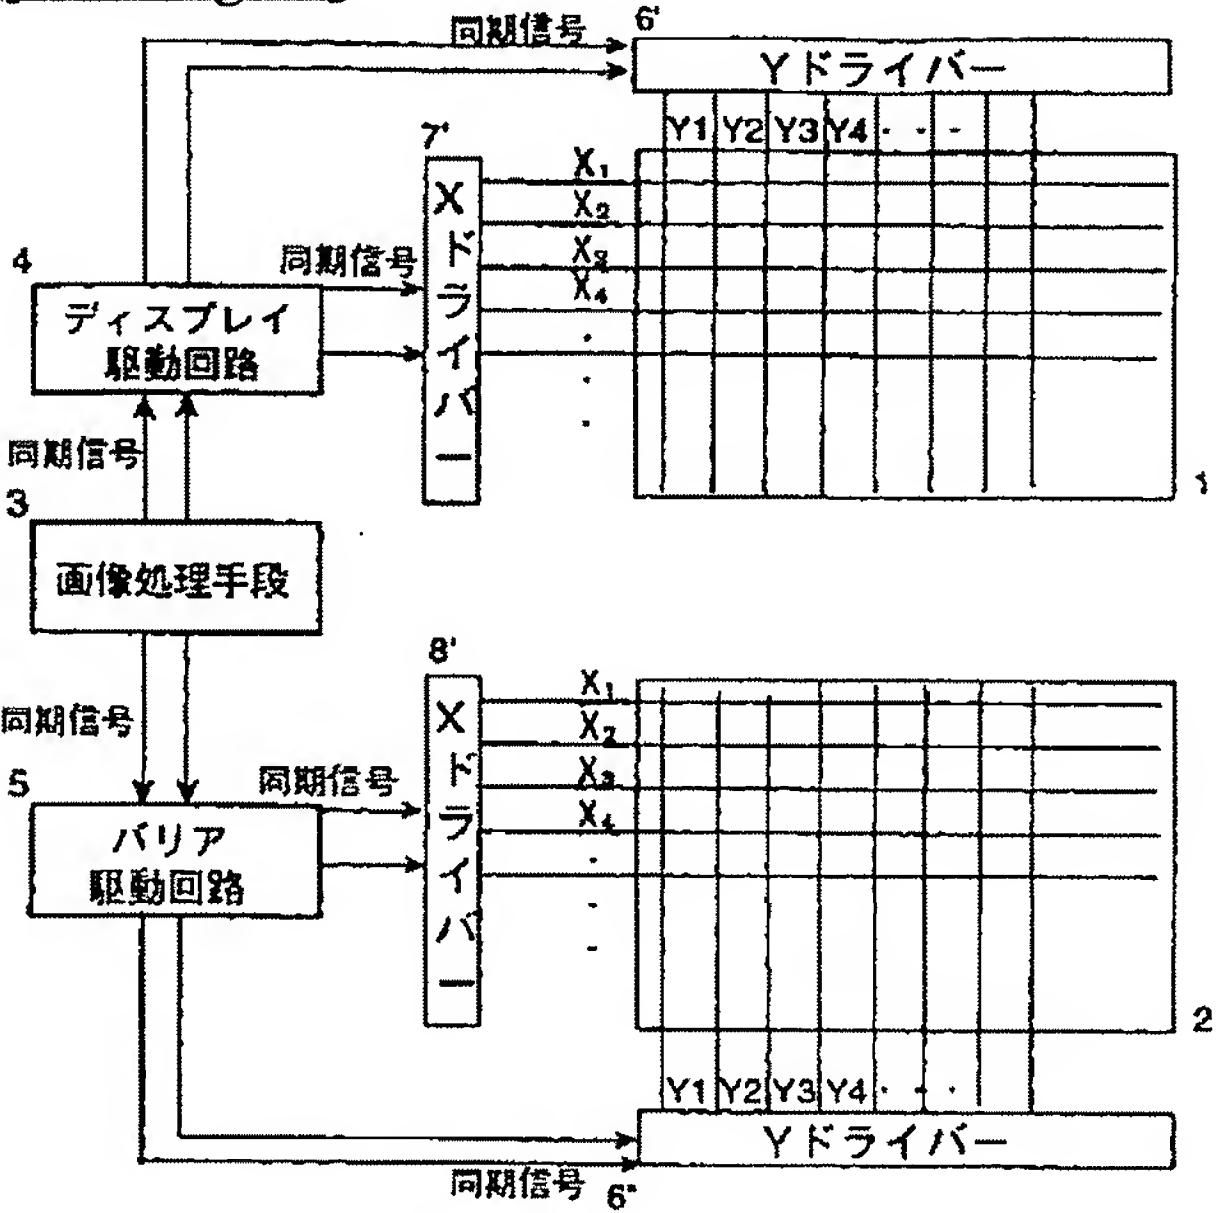 同期信号
6'
Yドライバー
Y1 Y2 Y3 Y4 · · -
7'
Xドライバー
X₁
X₂
X₃
X₄
4
同期信号
ディスプレイ
駆動回路
同期信号
1
3
画像処理手段
8'
Xドライバー
X₁
X₂
X₃
X₄
同期信号
5
同期信号
バリア
駆動回路
2
Y1 Y2 Y3 Y4 · · ·
Yドライバー
同期信号
6"